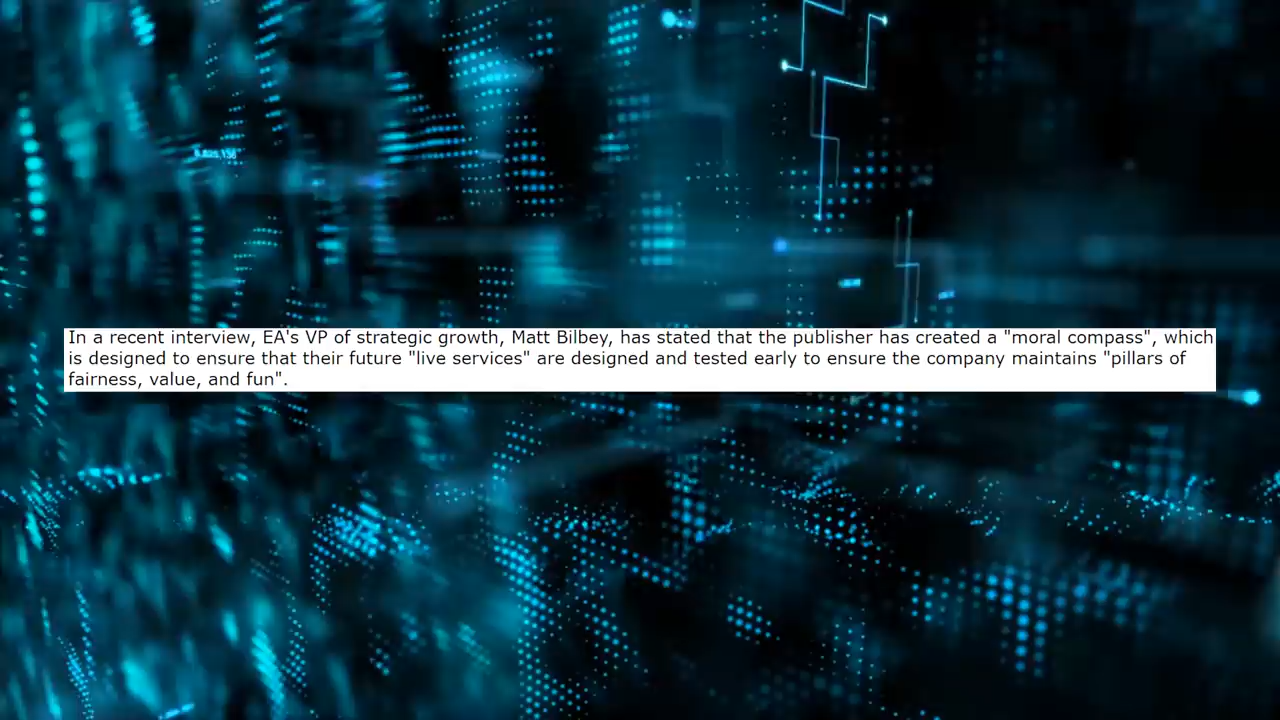 In a recent interview, EA's VP of strategic growth, Matt Bilbey, has stated that the publisher has created a "moral compass", which
is designed to ensure that their future "live services" are designed and tested early to ensure the company maintains "pillars of
fairness, value, and fun".